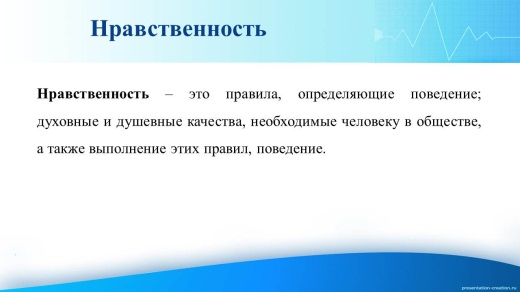 Нравственность
Нравственность – это правила, определяющие поведение;
духовные и душевные качества, необходимые человеку в обществе,
а также выполнение этих правил, поведение.
presentation-creation.ru